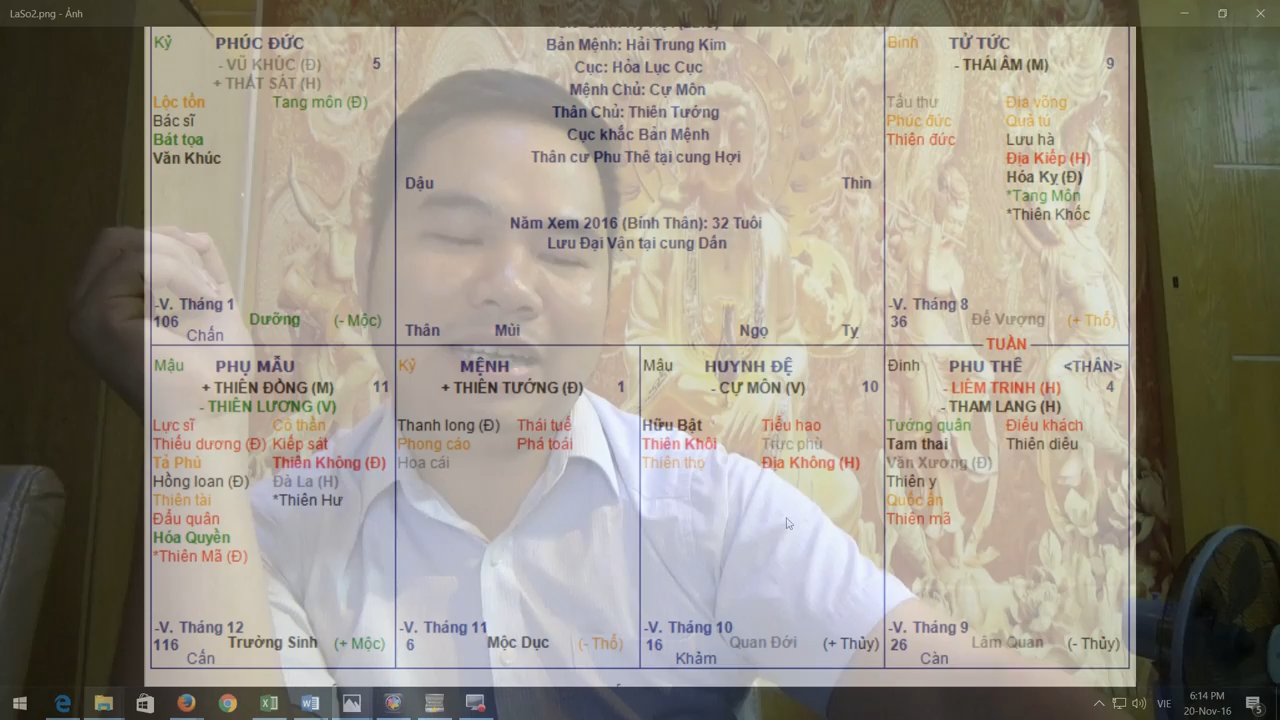 LaSo2.png - Ảnh
Kỷ PHÚC ĐỨC
- VŨ KHÚC (Đ) 5
+ THẤT SÁT (H)
Lộc tồn Tang môn (Đ)
Bác sĩ
Bát tọa
Văn Khúc
-V. Tháng 1
106 Dưỡng (- Mộc)
Chấn
Bản Mệnh: Hải Trung Kim
Cục: Hỏa Lục Cục
Mệnh Chủ: Cự Môn
Thân Chủ: Thiên Tướng
Cục khắc Bản Mệnh
Thân cư Phu Thê tại cung Hợi
Dậu Thìn
Năm Xem 2016 (Bính Thân): 32 Tuổi
Lưu Đại Vận tại cung Dần
Thân Mùi Ngọ Tỵ
Bính TỬ TỨC
- THÁI ÂM (M) 9
Tấu thư Địa võng
Phúc đức Quả tú
Thiên đức Lưu hà
Địa Kiếp (H)
Hóa Kỵ (Đ)
*Tang Môn
*Thiên Khốc
-V. Tháng 8
36 Đế Vượng (+ Thổ)
TUẦN
Mậu PHỤ MẪU
+ THIÊN ĐỒNG (M) 11
- THIÊN LƯƠNG (V)
Lực sĩ Cô thần
Thiếu dương (Đ) Kiếp sát
Tả Phù Thiên Không (Đ)
Hồng loan (Đ) Đà La (H)
Thiên tài *Thiên Hư
Đẩu quân
Hóa Quyền
*Thiên Mã (Đ)
-V. Tháng 12
116 Trường Sinh (+ Mộc)
Cấn
Kỷ MỆNH
+ THIÊN TƯỚNG (Đ) 1
Thanh long (Đ) Thái tuế
Phong cáo Phá toái
Hoa cái
-V. Tháng 11
6 Mộc Dục (- Thổ)
Mậu HUYNH ĐỆ
- CỰ MÔN (V) 10
Hữu Bật Tiểu hao
Thiên Khôi Trực phù
Thiên thọ Địa Không (H)
-V. Tháng 10
16 Quan Đới (+ Thủy)
Khảm
Đinh PHU THÊ <THÂN>
- LIÊM TRINH (H) 4
- THAM LANG (H)
Tướng quân Điếu khách
Tam thai Thiên diêu
Văn Xương (Đ)
Thiên y
Quốc ấn
Thiên mã
-V. Tháng 9
26 Lâm Quan (- Thủy)
Càn
VIE
6:14 PM
20-Nov-16
5